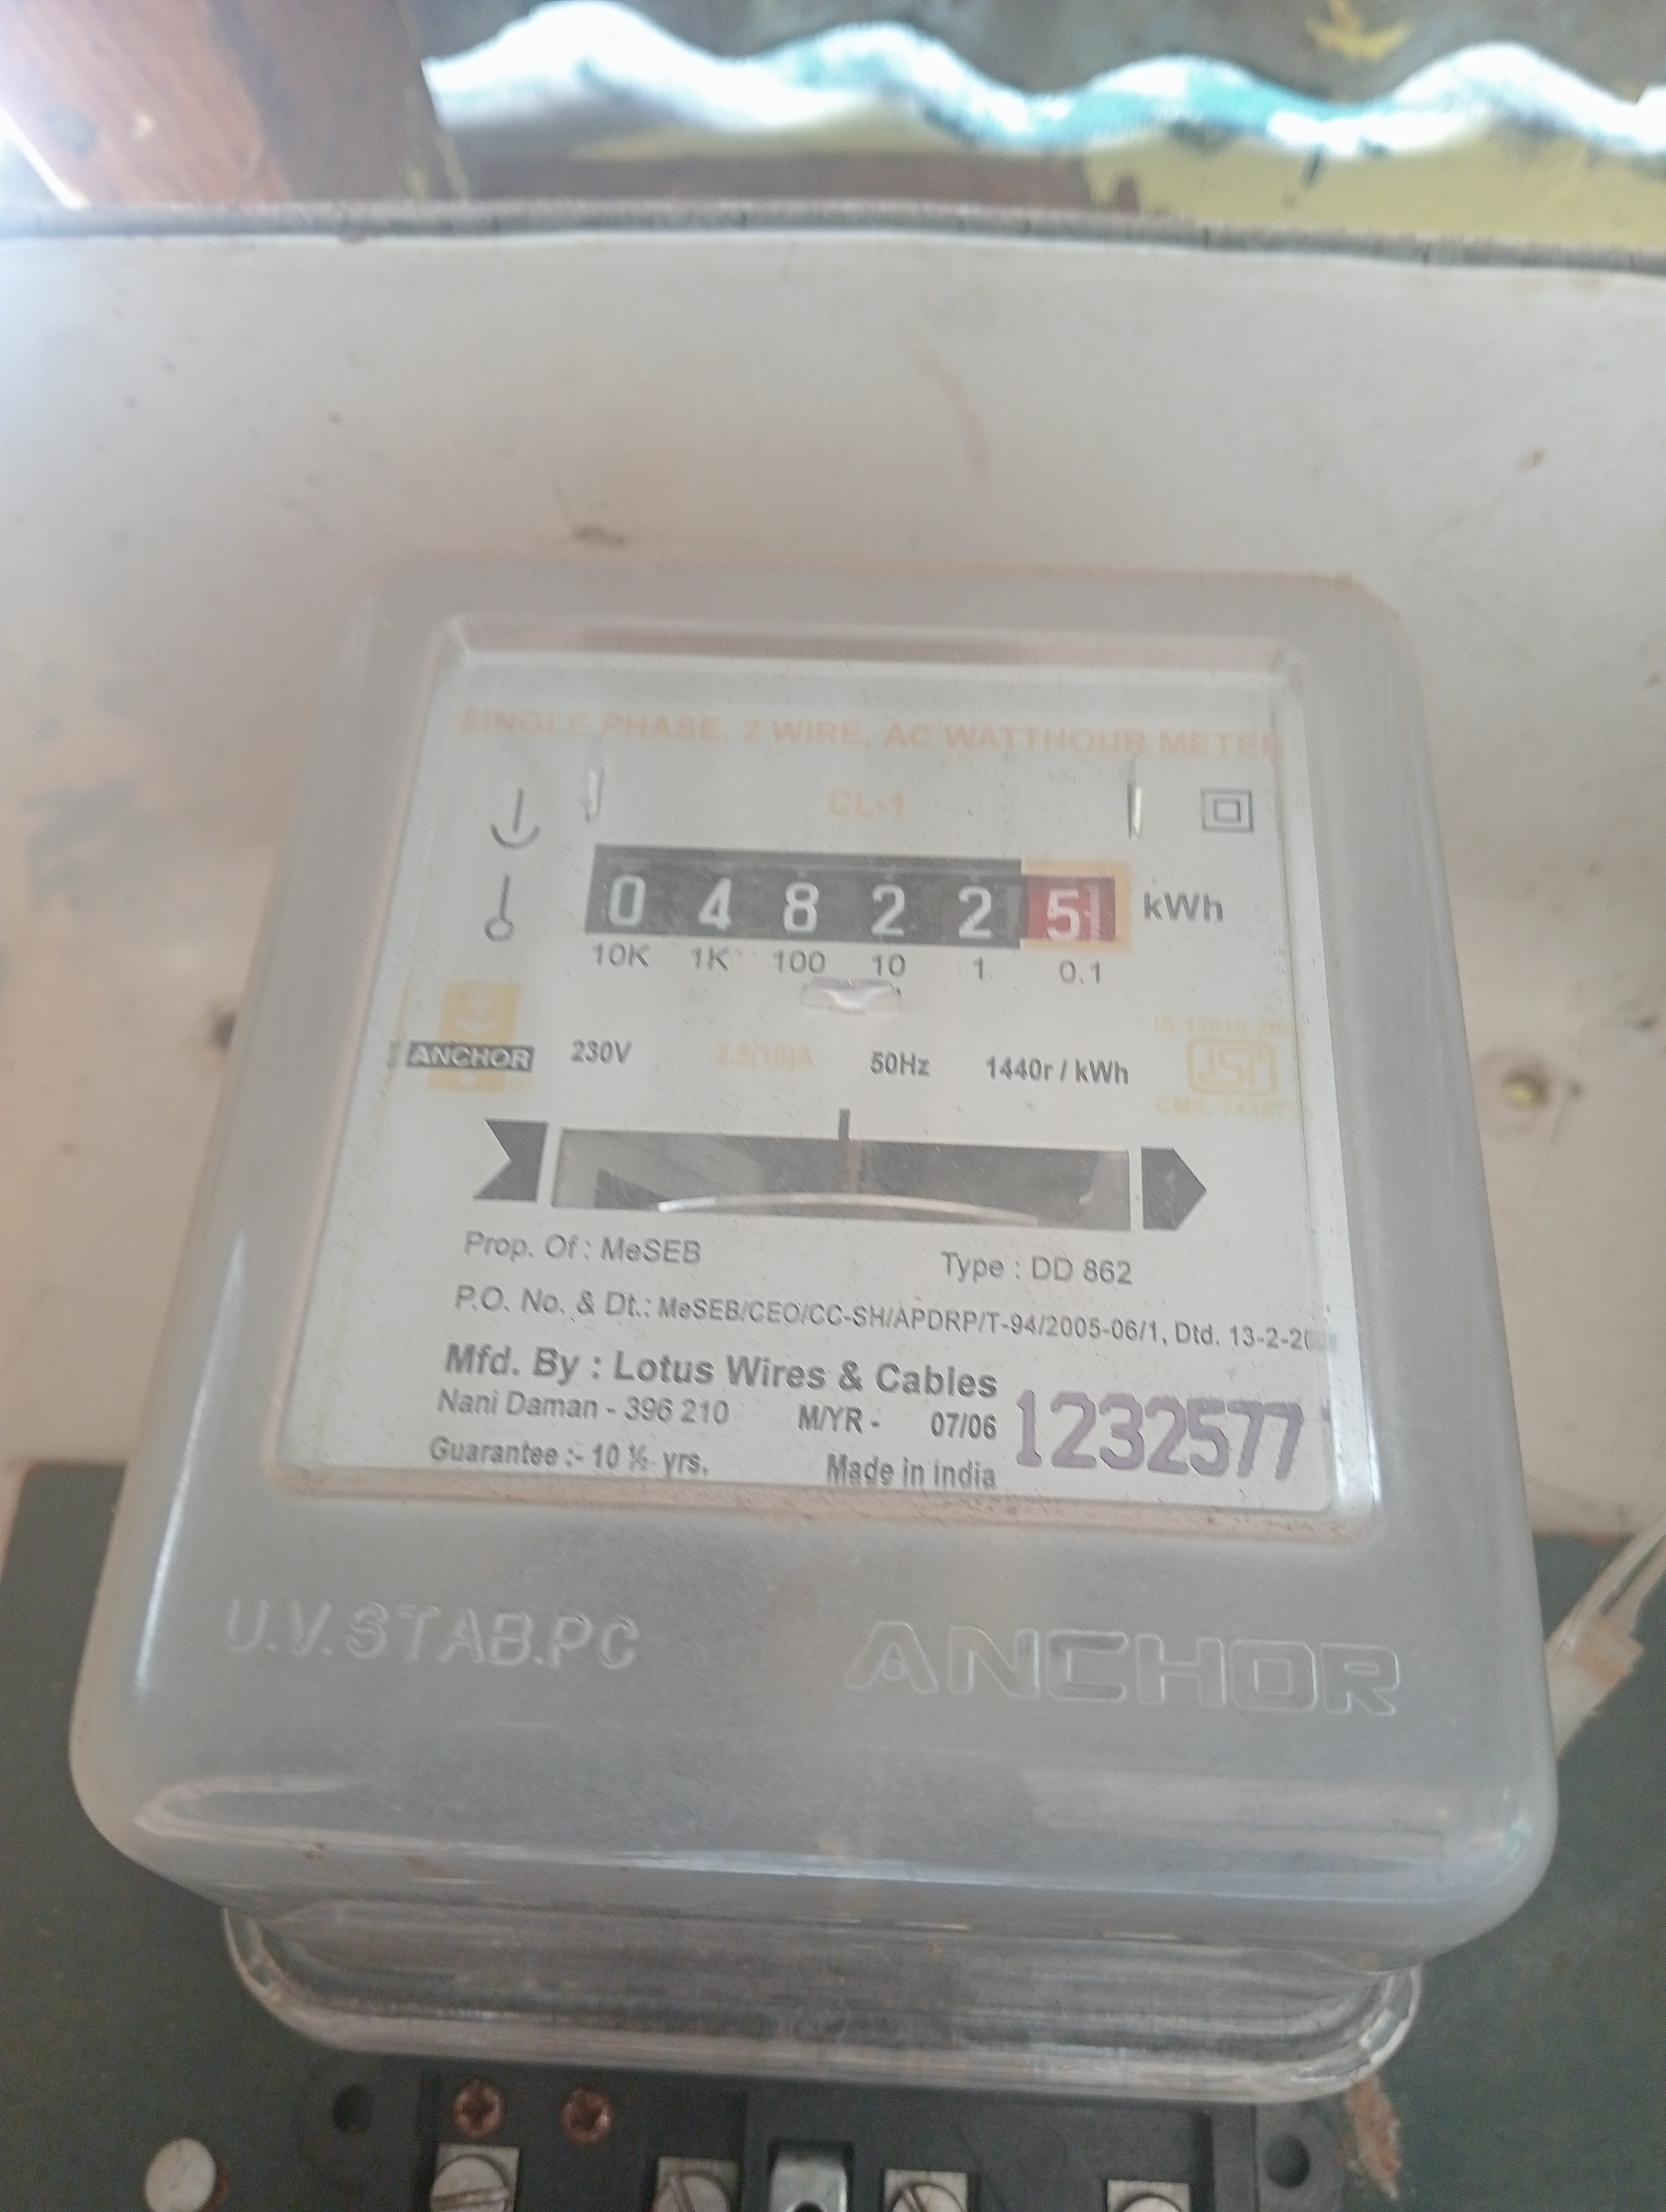 SINGLE PHASE, 2 WIRE, AC WATTHOUR METER
CL-1
0 4 8 2 2 5 kWh
10K 1K 100 10 1 0.1
ANCHOR 230V 2.5(10)A 50Hz 1440r / kWh
Prop. Of : MeSEB Type : DD 862
P.O. No. & Dt.: MeSEB/CEO/CC-SH/APDRP/T-94/2005-06/1, Dtd. 13-2-
Mfd. By : Lotus Wires & Cables
Nani Daman - 396 210 M/YR - 07/06 1232577
Guarantee :- 10 ½ yrs. Made in india
U.V.STAB.PC ANCHOR